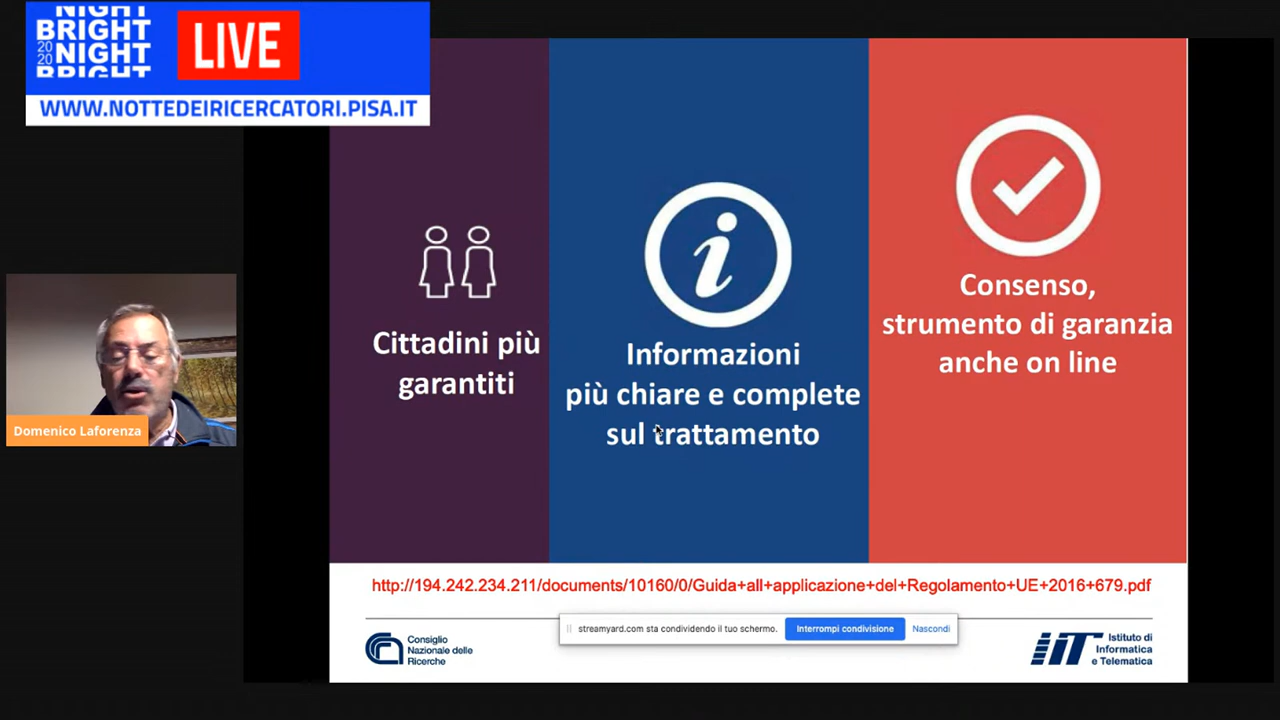 NIGHT
BRIGHT
2020 NIGHT
BRIGHT
LIVE
WWW.NOTTEDEIRICERCATORI.PISA.IT
Domenico Laforenza
Cittadini più
garantiti
Informazioni
più chiare e complete
sul trattamento
Consenso,
strumento di garanzia
anche on line
http://194.242.234.211/documents/10160/0/Guida+all+applicazione+del+Regolamento+UE+2016+679.pdf
Consiglio
Nazionale delle
Ricerche
streamyard.com sta condividendo il tuo schermo.
Interrompi condivisione
Nascondi
IIT
Istituto di
Informatica
e Telematica